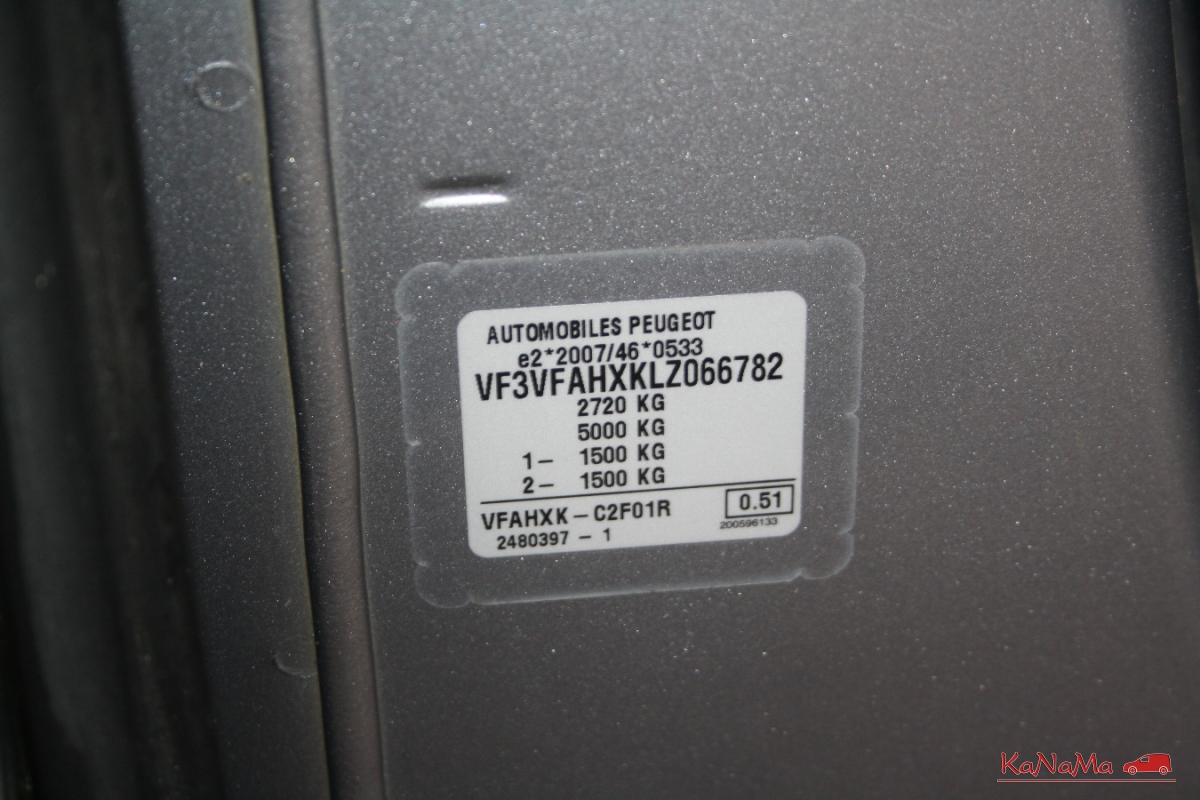 AUTOMOBILES PEUGEOT
e2*2007/46*0533
VF3VFAHXKLZ066782
2720 KG
5000 KG
1– 1500 KG
2– 1500 KG
VFAHXK – C2F01R
0.51
200596133
2480397 – 1
KaNaMa